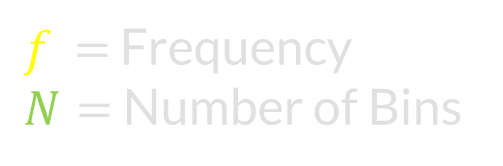 f = Frequency
N = Number of Bins